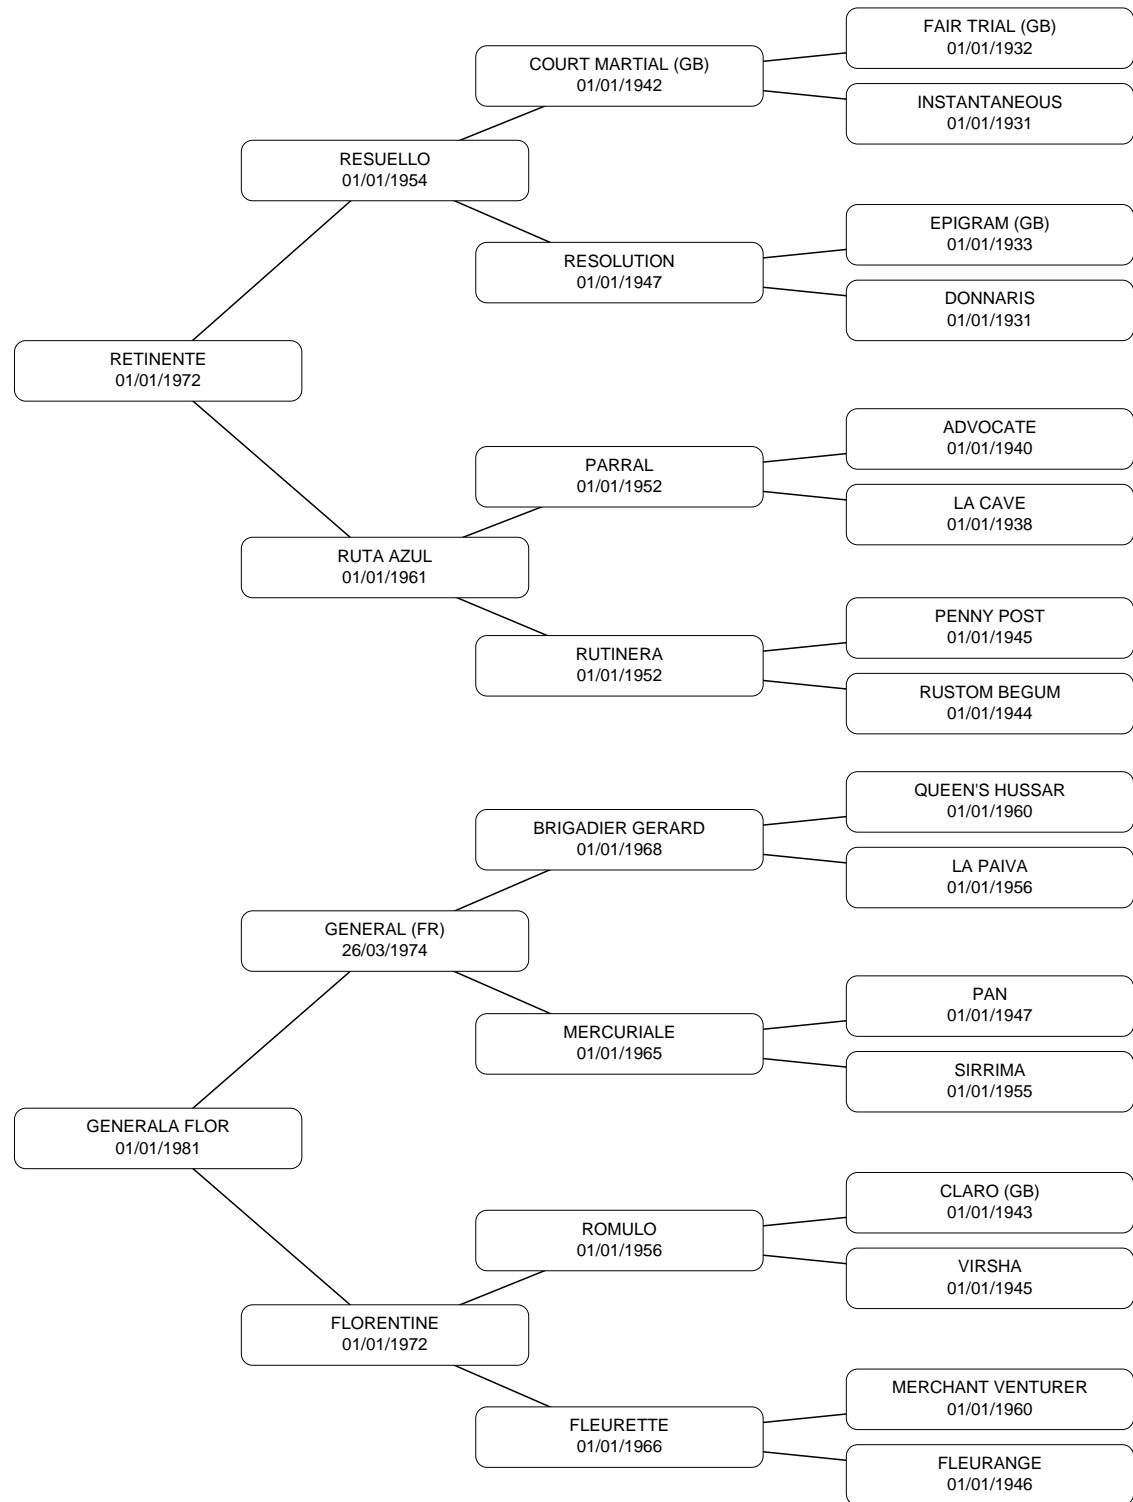 FAIR TRIAL (GB)
01/01/1932
COURT MARTIAL (GB)
01/01/1942
INSTANTANEOUS
01/01/1931
RESUELLO
01/01/1954
EPIGRAM (GB)
01/01/1933
RESOLUTION
01/01/1947
DONNARIS
01/01/1931
RETINENTE
01/01/1972
ADVOCATE
01/01/1940
PARRAL
01/01/1952
LA CAVE
01/01/1938
RUTA AZUL
01/01/1961
PENNY POST
01/01/1945
RUTINERA
01/01/1952
RUSTOM BEGUM
01/01/1944
QUEEN'S HUSSAR
01/01/1960
BRIGADIER GERARD
01/01/1968
LA PAIVA
01/01/1956
GENERAL (FR)
26/03/1974
PAN
01/01/1947
MERCURIALE
01/01/1965
SIRRIMA
01/01/1955
GENERALA FLOR
01/01/1981
CLARO (GB)
01/01/1943
ROMULO
01/01/1956
VIRSHA
01/01/1945
FLORENTINE
01/01/1972
MERCHANT VENTURER
01/01/1960
FLEURETTE
01/01/1966
FLEURANGE
01/01/1946